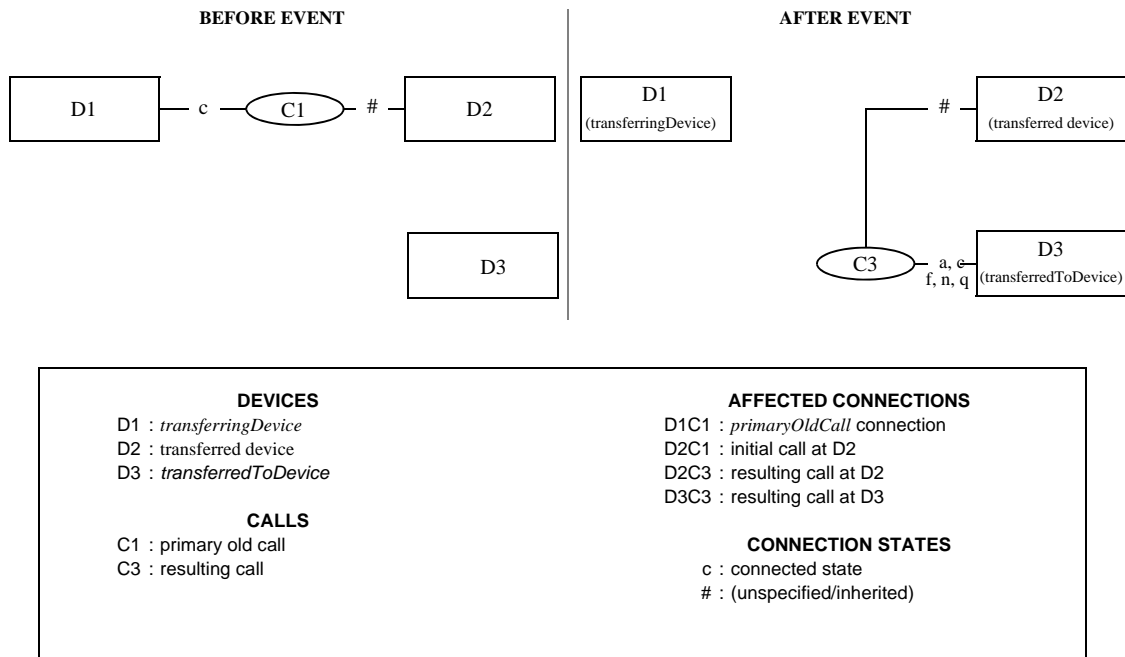 BEFORE EVENT
AFTER EVENT
D1
c
C1
#
D2
D3
D1
(transferringDevice)
#
D2
(transferred device)
C3
a, c
f, n, q
D3
(transferredToDevice)
DEVICES
D1 : transferringDevice
D2 : transferred device
D3 : transferredToDevice
CALLS
C1 : primary old call
C3 : resulting call
AFFECTED CONNECTIONS
D1C1 : primaryOldCall connection
D2C1 : initial call at D2
D2C3 : resulting call at D2
D3C3 : resulting call at D3
CONNECTION STATES
c : connected state
# : (unspecified/inherited)